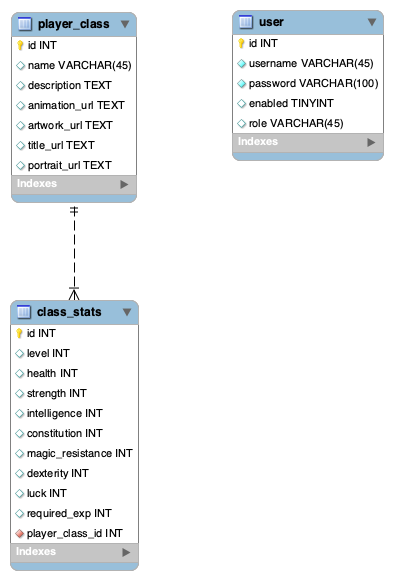 player_class
id INT
name VARCHAR(45)
description TEXT
animation_url TEXT
artwork_url TEXT
title_url TEXT
portrait_url TEXT
Indexes
user
id INT
username VARCHAR(45)
password VARCHAR(100)
enabled TINYINT
role VARCHAR(45)
Indexes
class_stats
id INT
level INT
health INT
strength INT
intelligence INT
constitution INT
magic_resistance INT
dexterity INT
luck INT
required_exp INT
player_class_id INT
Indexes